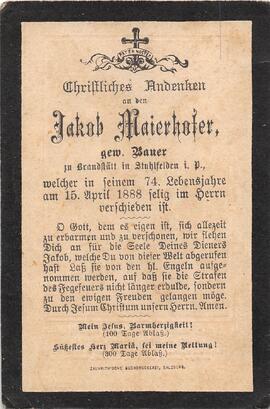 Christliches Andenken
an den
Jakob Maierhofer,
gew. Bauer
zu Brandstätt in Stuhlfelden i. P.,
welcher in seinem 74. Lebensjahre
am 15. April 1888 selig im Herrn
verschieden ist.
O Gott, dem es eigen ist, sich allezeit
zu erbarmen und zu verschonen, wir flehen
Dich an für die Seele Deines Dieners
Jakob, welche Du von dieser Welt abgerufen
hast Laß sie von den hl. Engeln aufge-
nommen werden, auf daß sie die Strafen
des Fegefeuers nicht erdulde, sondern
zu den ewigen Freuden gelangen möge.
Durch Jesum Christum unsern Herrn. Amen.
Mein Jesus, Barmherzigkeit!
(100 Tage Ablaß.)
Süßestes Herz Mariä, sei meine Rettung!
(300 Tage Ablaß.)
ZAUNRITH'SCHE BUCHDRUCKEREI, SALZBURG.